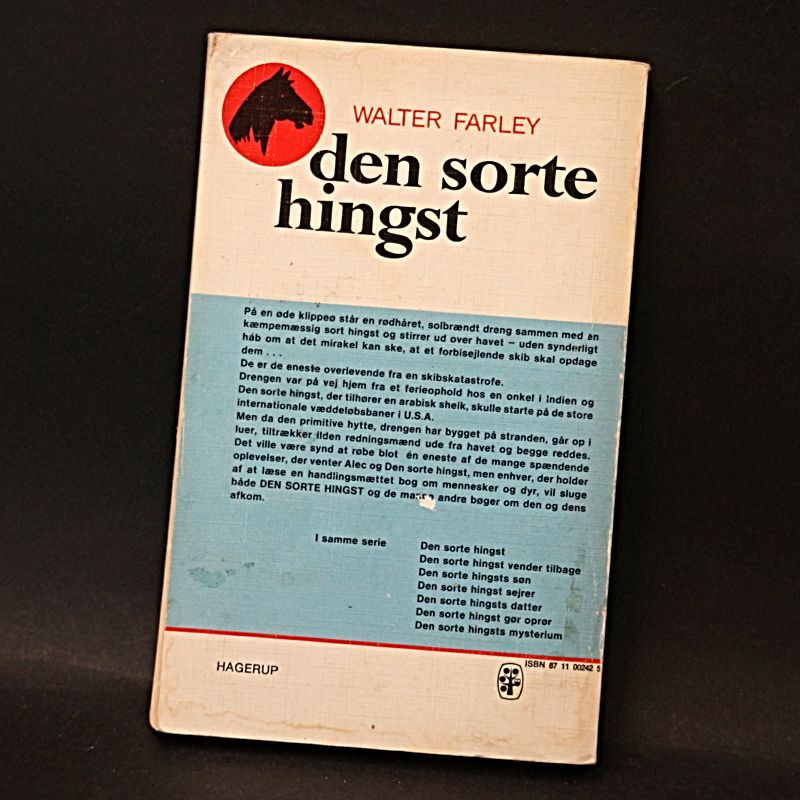 WALTER FARLEY
den sorte
hingst
På en øde klippeø står en rødhåret, solbrændt dreng sammen med en
kæmpemæssig sort hingst og stirrer ud over havet – uden synderligt
håb om at det mirakel kan ske, at et forbisejlende skib skal opdage
dem . . .
De er de eneste overlevende fra en skibskatastrofe.
Drengen var på vej hjem fra et ferieophold hos en onkel i Indien og
Den sorte hingst, der tilhører en arabisk sheik, skulle starte på de store
internationale væddeløbsbaner i U.S.A.
Men da den primitive hytte, drengen har bygget på stranden, går op i
luer, tiltrækker ilden redningsmænd ude fra havet og begge reddes.
Det ville være synd at røbe blot én eneste af de mange spændende
oplevelser, der venter Alec og Den sorte hingst, men enhver, der holder
af at læse en handlingsmættet bog om mennesker og dyr, vil sluge
både DEN SORTE HINGST og de mange andre bøger om den og dens
afkom.
I samme serie
Den sorte hingst
Den sorte hingst vender tilbage
Den sorte hingsts søn
Den sorte hingst sejrer
Den sorte hingsts datter
Den sorte hingst gør oprør
Den sorte hingsts mysterium
HAGERUP
ISBN 87 11 00242 5